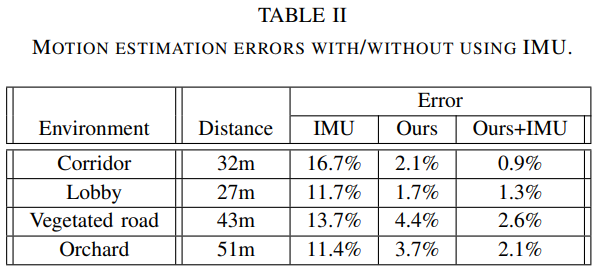 TABLE II
MOTION ESTIMATION ERRORS WITH/WITHOUT USING IMU.
Error
Environment Distance IMU Ours Ours+IMU
Corridor 32m 16.7% 2.1% 0.9%
Lobby 27m 11.7% 1.7% 1.3%
Vegetated road 43m 13.7% 4.4% 2.6%
Orchard 51m 11.4% 3.7% 2.1%